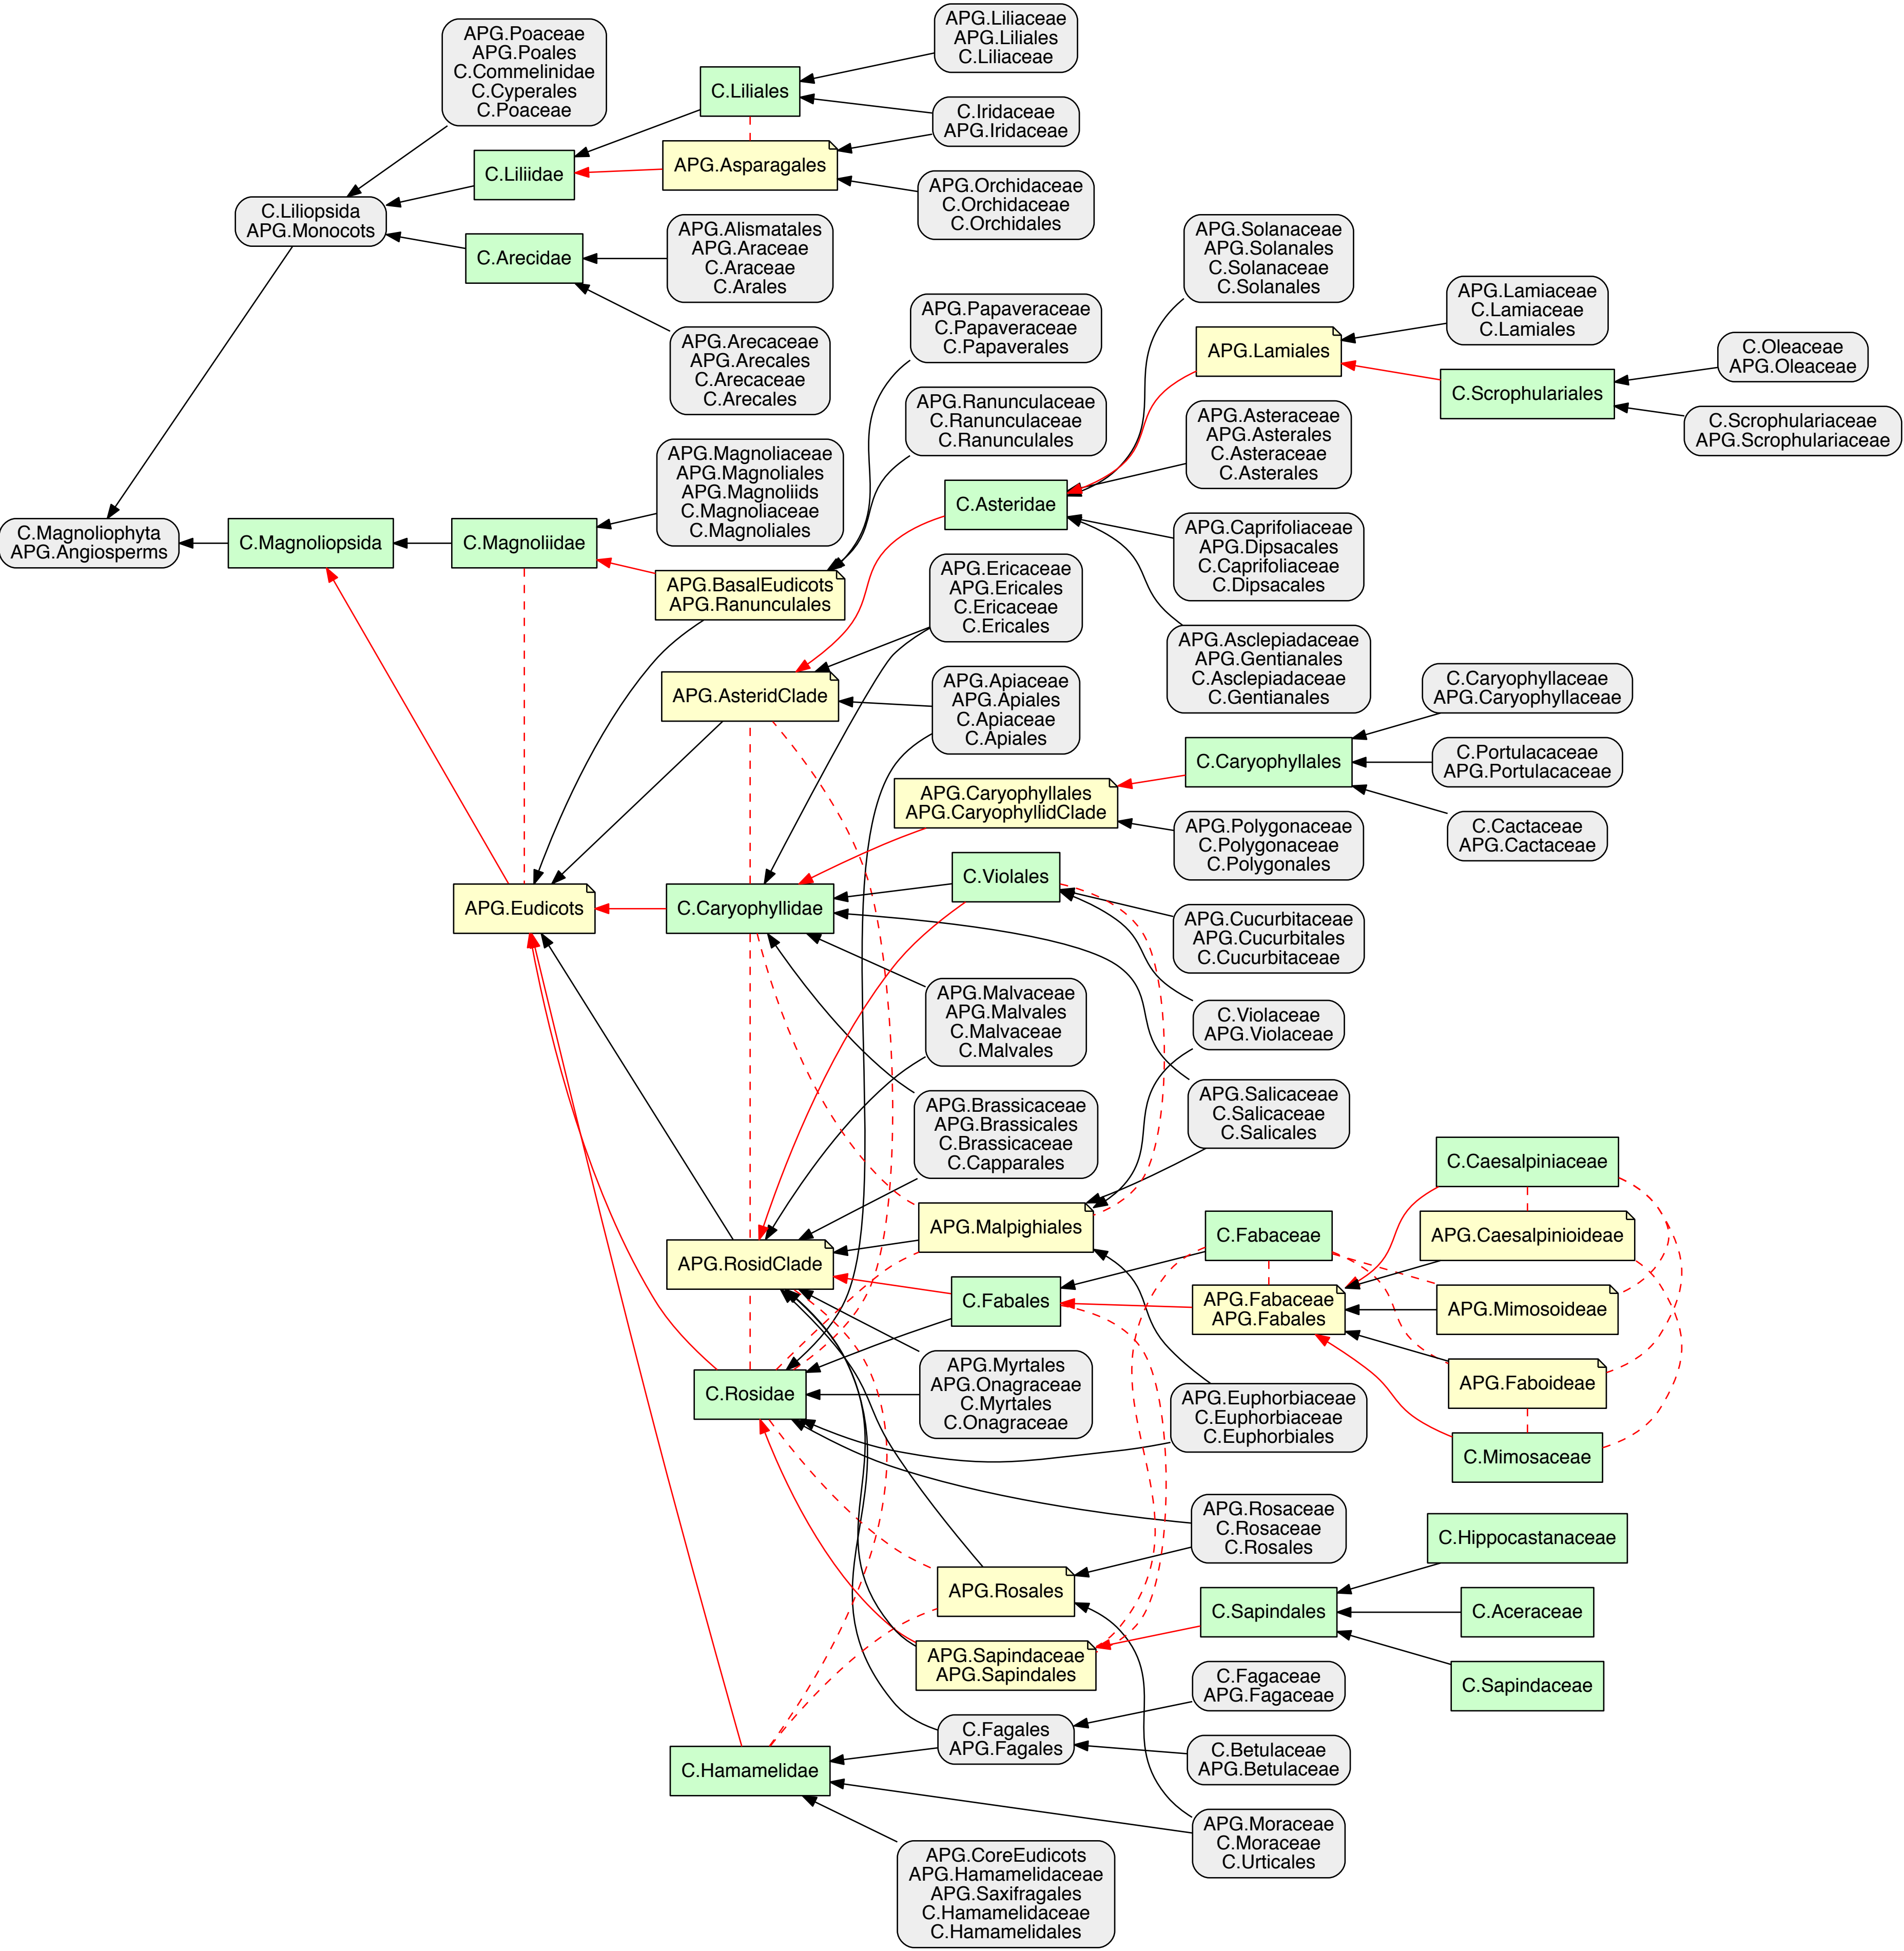 APG.Poaceae
APG.Poales
C.Commelinidae
C.Cyperales
C.Poaceae
C.Liliales
APG.Liliaceae
APG.Liliales
C.Liliaceae
C.Iridaceae
APG.Iridaceae
C.Liliidae
APG.Asparagales
APG.Orchidaceae
C.Orchidaceae
C.Orchidales
C.Liliopsida
APG.Monocots
C.Arecidae
APG.Alismatales
APG.Araceae
C.Araceae
C.Arales
APG.Arecaceae
APG.Arecales
C.Arecaceae
C.Arecales
APG.Papaveraceae
C.Papaveraceae
C.Papaverales
APG.Ranunculaceae
C.Ranunculaceae
C.Ranunculales
APG.Solanaceae
APG.Solanales
C.Solanaceae
C.Solanales
APG.Lamiales
APG.Lamiaceae
C.Lamiaceae
C.Lamiales
C.Scrophulariales
C.Oleaceae
APG.Oleaceae
C.Scrophulariaceae
APG.Scrophulariaceae
APG.Asteraceae
APG.Asterales
C.Asteraceae
C.Asterales
C.Magnoliophyta
APG.Angiosperms
C.Magnoliopsida
C.Magnoliidae
APG.Magnoliaceae
APG.Magnoliales
APG.Magnoliids
C.Magnoliaceae
C.Magnoliales
C.Asteridae
APG.Caprifoliaceae
APG.Dipsacales
C.Caprifoliaceae
C.Dipsacales
APG.BasalEudicots
APG.Ranunculales
APG.Ericaceae
APG.Ericales
C.Ericaceae
C.Ericales
APG.Asclepiadaceae
APG.Gentianales
C.Asclepiadaceae
C.Gentianales
APG.AsteridClade
APG.Apiaceae
APG.Apiales
C.Apiaceae
C.Apiales
C.Caryophyllaceae
APG.Caryophyllaceae
C.Caryophyllales
C.Portulacaceae
APG.Portulacaceae
APG.Caryophyllales
APG.CaryophyllidClade
APG.Polygonaceae
C.Polygonaceae
C.Polygonales
C.Cactaceae
APG.Cactaceae
APG.Eudicots
C.Caryophyllidae
C.Violales
APG.Cucurbitaceae
APG.Cucurbitales
C.Cucurbitaceae
APG.Malvaceae
APG.Malvales
C.Malvaceae
C.Malvales
C.Violaceae
APG.Violaceae
APG.Brassicaceae
APG.Brassicales
C.Brassicaceae
C.Capparales
APG.Salicaceae
C.Salicaceae
C.Salicales
APG.RosidClade
APG.Malpighiales
C.Fabaceae
C.Caesalpiniaceae
APG.Caesalpinioideae
C.Fabales
APG.Fabaceae
APG.Fabales
APG.Mimosoideae
APG.Faboideae
C.Mimosaceae
C.Rosidae
APG.Myrtales
APG.Onagraceae
C.Myrtales
C.Onagraceae
APG.Euphorbiaceae
C.Euphorbiaceae
C.Euphorbiales
APG.Rosaceae
C.Rosaceae
C.Rosales
APG.Rosales
C.Hippocastanaceae
C.Sapindales
C.Aceraceae
C.Sapindaceae
APG.Sapindaceae
APG.Sapindales
C.Fagaceae
APG.Fagaceae
C.Hamamelidae
C.Fagales
APG.Fagales
C.Betulaceae
APG.Betulaceae
APG.Moraceae
C.Moraceae
C.Urticales
APG.CoreEudicots
APG.Hamamelidaceae
APG.Saxifragales
C.Hamamelidaceae
C.Hamamelidales